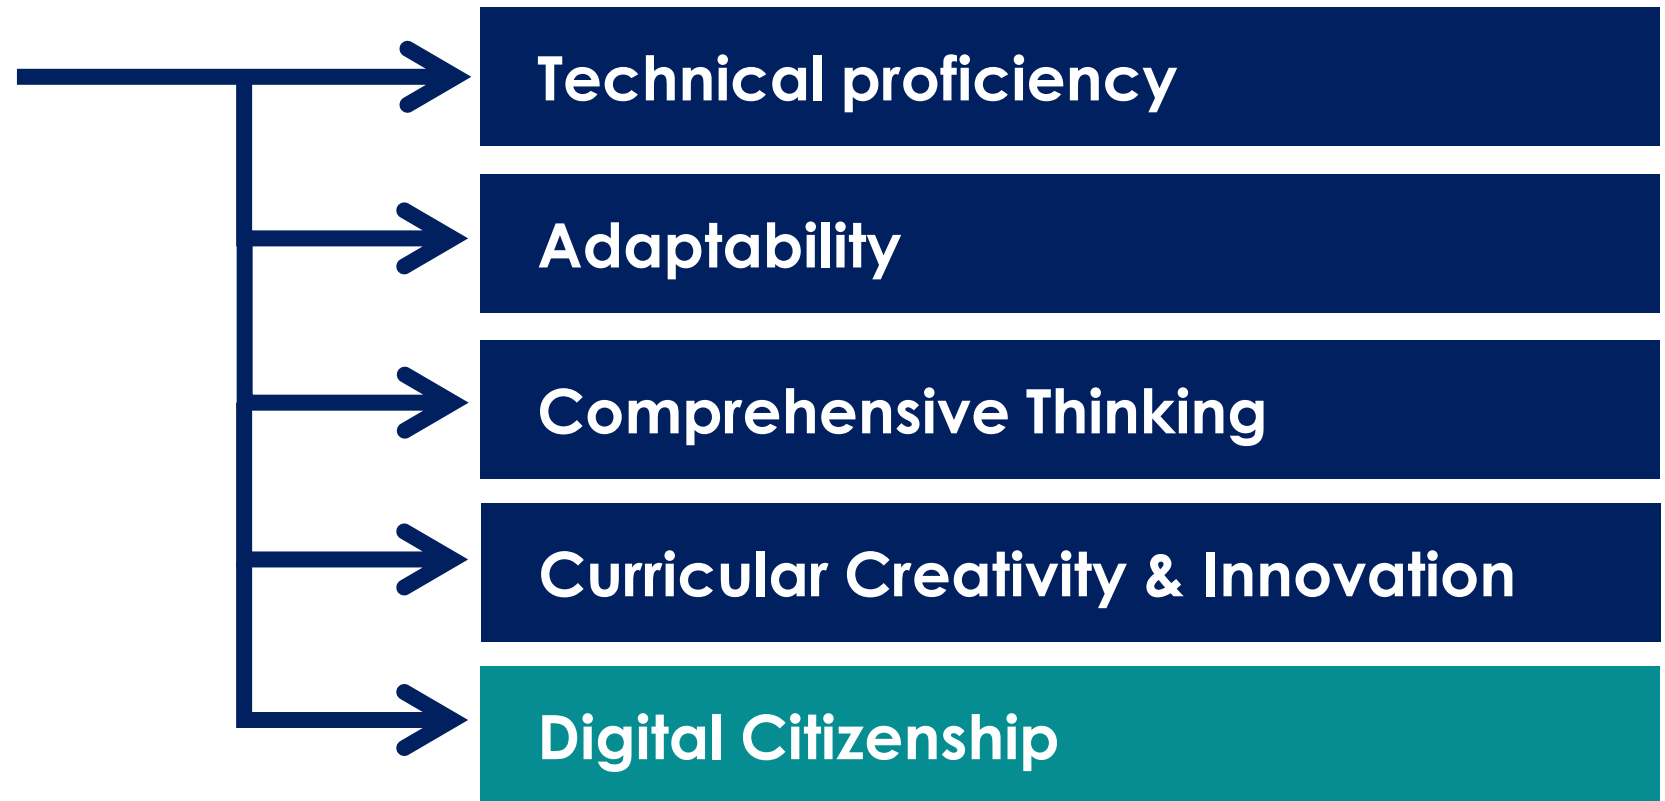 Technical proficiency
Adaptability
Comprehensive Thinking
Curricular Creativity & Innovation
Digital Citizenship